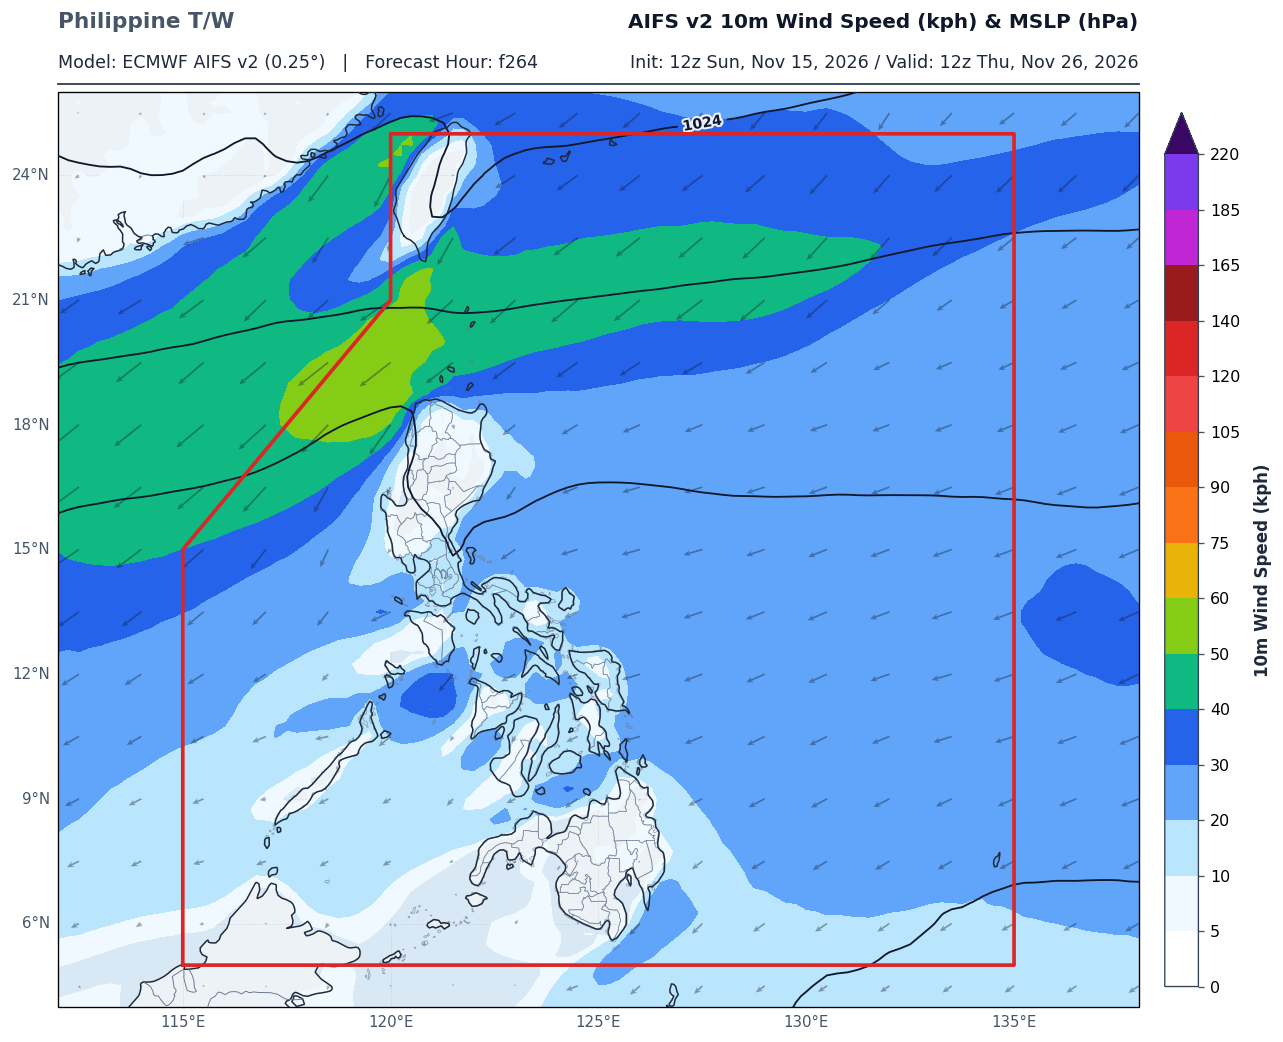 Philippine T/W
AIFS v2 10m Wind Speed (kph) & MSLP (hPa)
Model: ECMWF AIFS v2 (0.25°) | Forecast Hour: f264
Init: 12z Sun, Nov 15, 2026 / Valid: 12z Thu, Nov 26, 2026
1024
24°N
21°N
18°N
15°N
12°N
9°N
6°N
115°E
120°E
125°E
130°E
135°E
220
185
165
140
120
105
90
75
60
50
40
30
20
10
5
0
10m Wind Speed (kph)